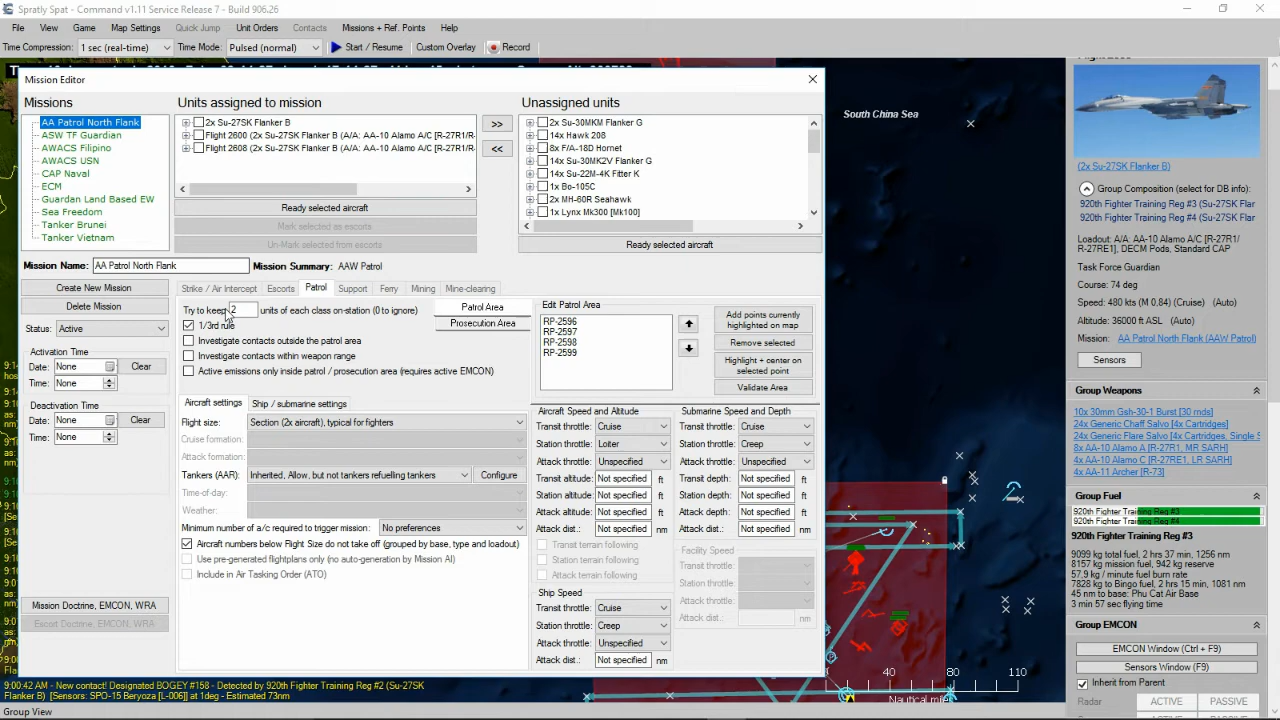 Spratly Spat - Command v1.11 Service Release 7 - Build 906.26
File View Game Map Settings Quick Jump Unit Orders Contacts Missions + Ref. Points Help
Time Compression: 1 sec (real-time) Time Mode: Pulsed (normal) Start / Resume Custom Overlay Record
Mission Editor
Missions
AA Patrol North Flank
ASW TF Guardian
AWACS Filipino
AWACS USN
CAP Naval
ECM
Guardan Land Based EW
Sea Freedom
Tanker Brunei
Tanker Vietnam
Units assigned to mission
2x Su-27SK Flanker B
Flight 2600 (2x Su-27SK Flanker B (A/A: AA-10 Alamo A/C [R-27R1/R-
Flight 2608 (2x Su-27SK Flanker B (A/A: AA-10 Alamo A/C [R-27R1/R-
>>
<<
Ready selected aircraft
Mark selected as escorts
Un-Mark selected from escorts
Unassigned units
2x Su-30MKM Flanker G
14x Hawk 208
8x F/A-18D Hornet
14x Su-30MK2V Flanker G
14x Su-22M-4K Fitter K
1x Bo-105C
2x MH-60R Seahawk
1x Lynx Mk300 [Mk100]
Ready selected aircraft
Mission Name: AA Patrol North Flank Mission Summary: AAW Patrol
Create New Mission
Delete Mission
Status: Active
Activation Time
Date: None Clear
Time: None
Deactivation Time
Date: None Clear
Time: None
Mission Doctrine, EMCON, WRA
Escort Doctrine, EMCON, WRA
Strike / Air Intercept Escorts Patrol Support Ferry Mining Mine-clearing
Try to keep 2 units of each class on-station (0 to ignore)
1/3rd rule
Investigate contacts outside the patrol area
Investigate contacts within weapon range
Active emissions only inside patrol / prosecution area (requires active EMCON)
Patrol Area
Prosecution Area
Edit Patrol Area
RP-2596
RP-2597
RP-2598
RP-2599
Add points currently
highlighted on map
Remove selected
Highlight + center on
selected point
Validate Area
Aircraft settings Ship / submarine settings
Flight size: Section (2x aircraft), typical for fighters
Cruise formation:
Attack formation:
Tankers (AAR): Inherited, Allow, but not tankers refuelling tankers Configure
Time-of-day:
Weather:
Minimum number of a/c required to trigger mission: No preferences
Aircraft numbers below Flight Size do not take off (grouped by base, type and loadout)
Use pre-generated flightplans only (no auto-generation by Mission AI)
Include in Air Tasking Order (ATO)
Aircraft Speed and Altitude
Transit throttle: Cruise
Station throttle: Loiter
Attack throttle: Unspecified
Transit altitude: Not specified ft
Station altitude: Not specified ft
Attack altitude: Not specified ft
Attack dist.: Not specified nm
Transit terrain following
Station terrain following
Attack terrain following
Ship Speed
Transit throttle: Cruise
Station throttle: Creep
Attack throttle: Unspecified
Attack dist.: Not specified nm
Submarine Speed and Depth
Transit throttle: Cruise
Station throttle: Creep
Attack throttle: Unspecified
Transit depth: Not specified ft
Station depth: Not specified ft
Attack depth: Not specified ft
Attack dist.: Not specified nm
Facility Speed
Transit throttle:
Station throttle:
Attack throttle:
Attack dist.: nm
9:00:42 AM - New contact! Designated BOGEY #158 - Detected by 920th Fighter Training Reg #2 (Su-27SK
Flanker B) [Sensors: SPO-15 Beryoza [L-006]] at 1deg - Estimated 73nm
Group View
South China Sea
40 80 110
Nautical miles
(2x Su-27SK Flanker B)
Group Composition (select for DB info):
920th Fighter Training Reg #3 (Su-27SK Flar
920th Fighter Training Reg #4 (Su-27SK Flar
Loadout: A/A: AA-10 Alamo A/C [R-27R1/
R-27RE1], DECM Pods, Standard CAP
Task Force Guardian
Course: 74 deg
Speed: 480 kts (M 0,84) (Cruise)
Altitude: 36000 ft ASL (Auto)
Mission: AA Patrol North Flank (AAW Patrol)
Sensors
Group Weapons
10x 30mm Gsh-30-1 Burst [30 rnds]
24x Generic Chaff Salvo [4x Cartridges]
24x Generic Flare Salvo [4x Cartridges, Single S
8x AA-10 Alamo A [R-27R1, MR SARH]
4x AA-10 Alamo C [R-27RE1, LR SARH]
4x AA-11 Archer [R-73]
Group Fuel
920th Fighter Training Reg #3
920th Fighter Training Reg #4
920th Fighter Training Reg #3
9099 kg total fuel, 2 hrs 37 min, 1256 nm
8157 kg mission fuel, 942 kg reserve
57,9 kg / minute fuel burn rate
7828 kg to Bingo fuel, 2 hrs 15 min, 1081 nm
45 nm to base: Phu Cat Air Base
3 min 57 sec flying time
Group EMCON
EMCON Window (Ctrl + F9)
Sensors Window (F9)
Inherit from Parent
Radar ACTIVE PASSIVE